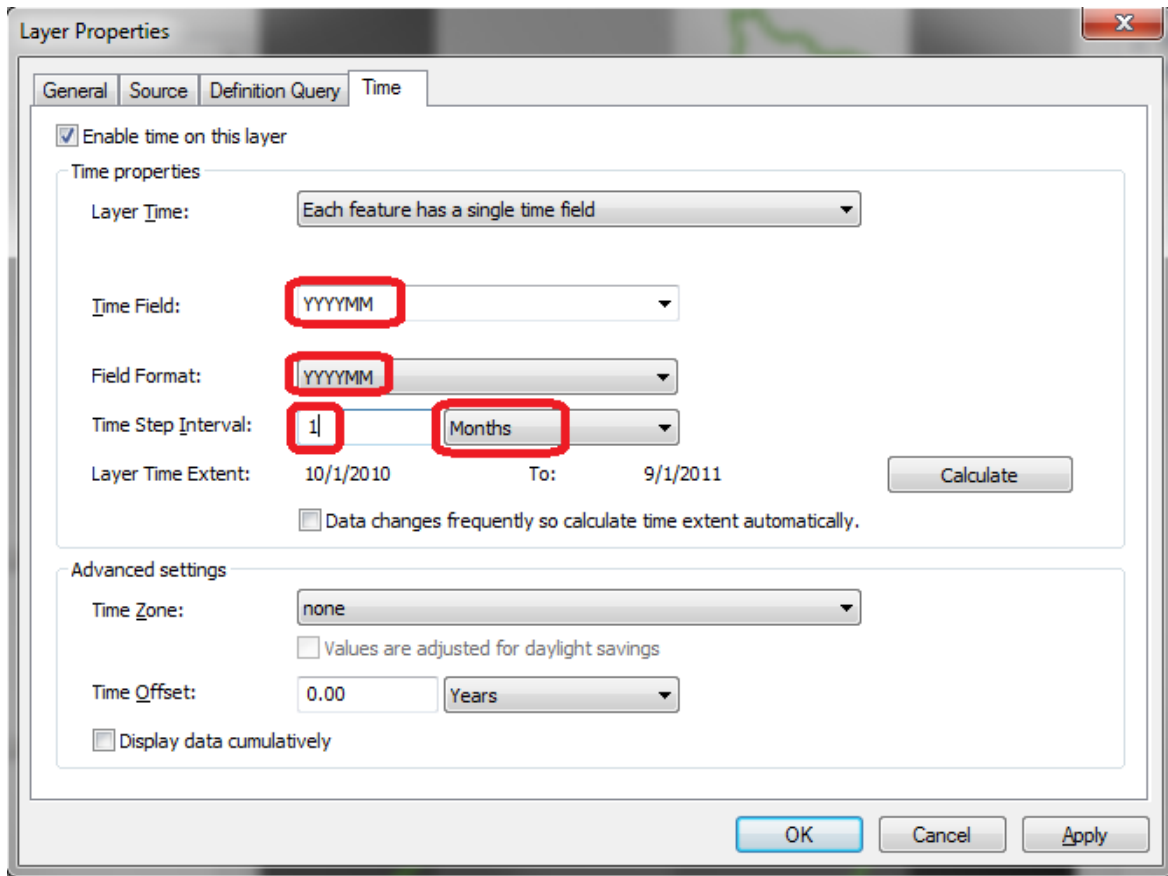 Layer Properties
X
General Source Definition Query Time
Enable time on this layer
Time properties
Layer Time: Each feature has a single time field
Time Field: YYYYMM
Field Format: YYYYMM
Time Step Interval: 1 Months
Layer Time Extent: 10/1/2010 To: 9/1/2011 Calculate
Data changes frequently so calculate time extent automatically.
Advanced settings
Time Zone: none
Values are adjusted for daylight savings
Time Offset: 0.00 Years
Display data cumulatively
OK Cancel Apply